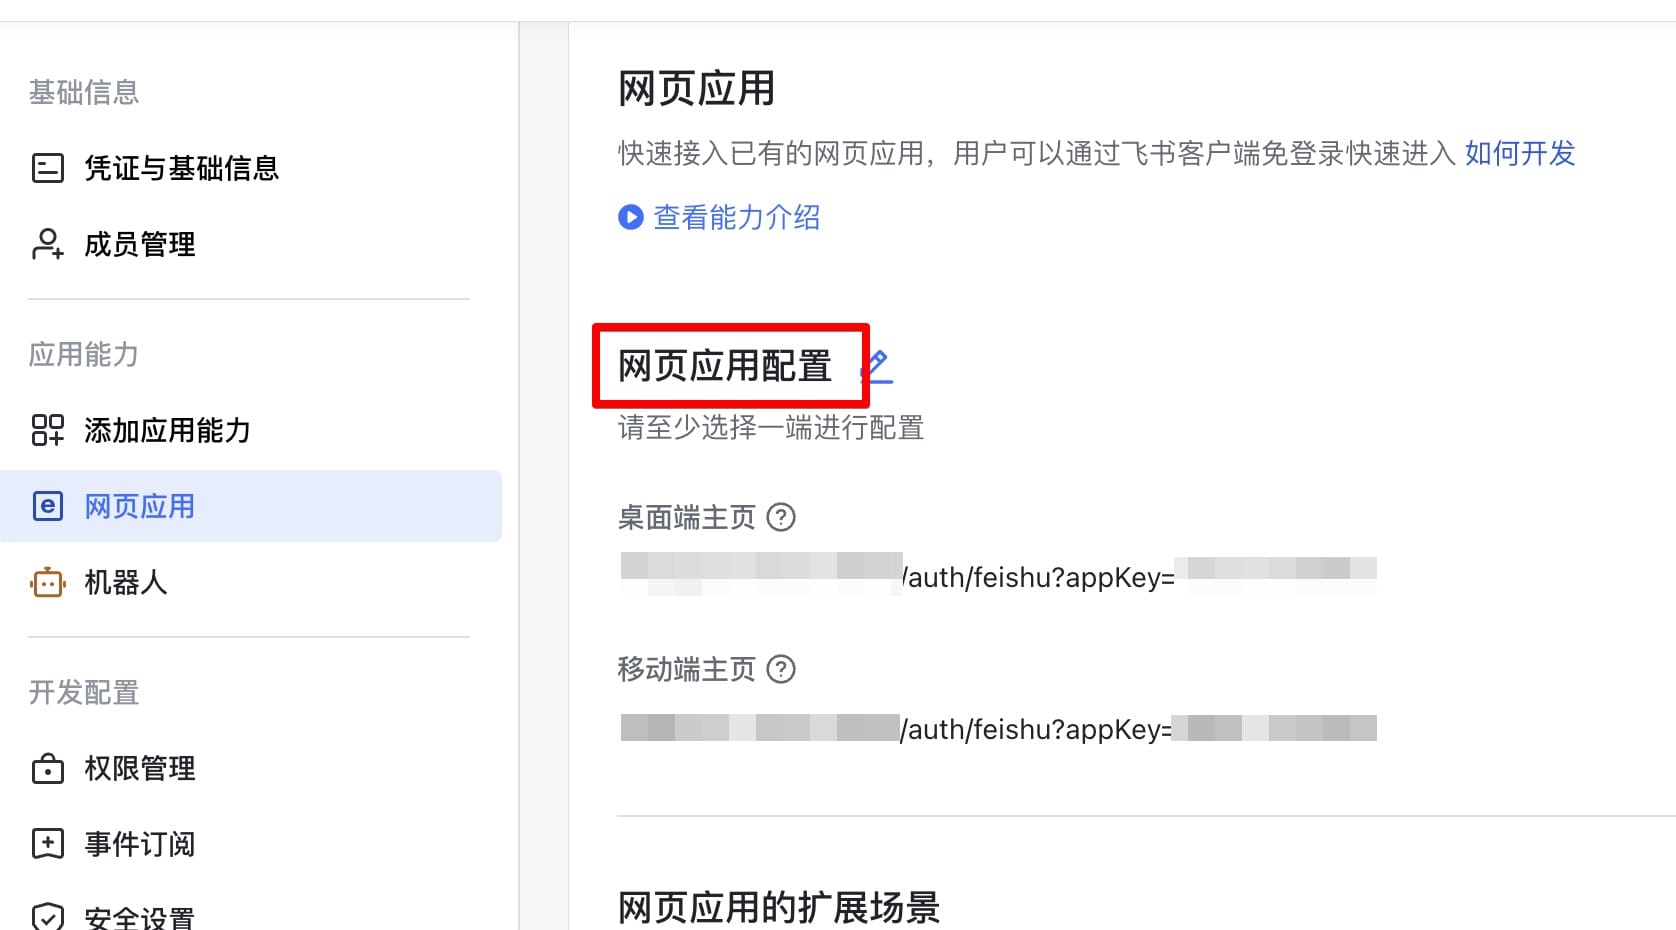 基础信息
凭证与基础信息
成员管理
应用能力
添加应用能力
网页应用
机器人
开发配置
权限管理
事件订阅
安全设置
网页应用
快速接入已有的网页应用，用户可以通过飞书客户端免登录快速进入 如何开发
查看能力介绍
网页应用配置
请至少选择一端进行配置
桌面端主页
/auth/feishu?appKey=
移动端主页
/auth/feishu?appKey=
网页应用的扩展场景